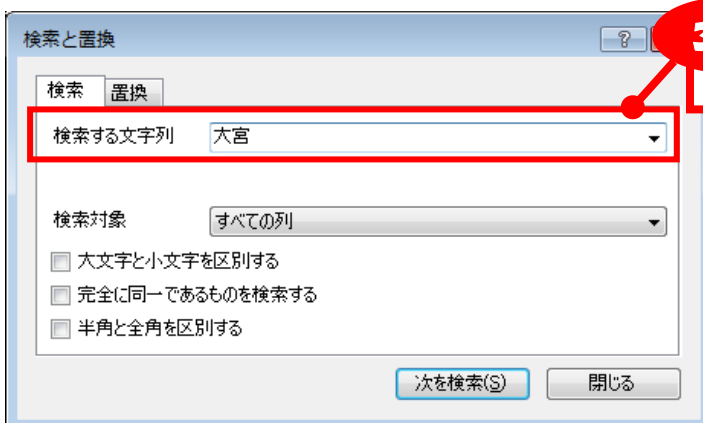 検索と置換
?
検索 置換
検索する文字列 大宮
検索対象 すべての列
大文字と小文字を区別する
完全に同一であるものを検索する
半角と全角を区別する
次を検索(S) 閉じる